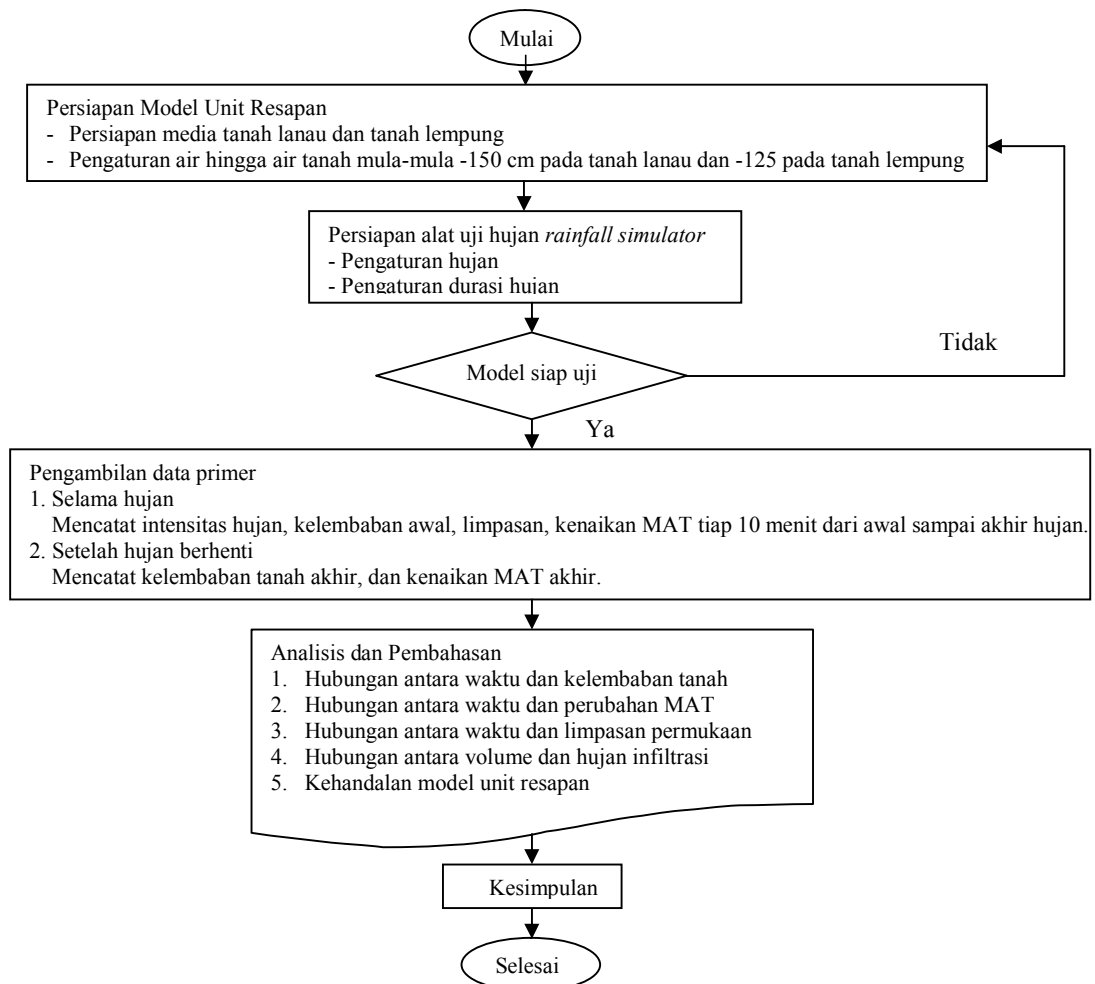 Mulai
Persiapan Model Unit Resapan
- Persiapan media tanah lanau dan tanah lempung
- Pengaturan air hingga air tanah mula-mula -150 cm pada tanah lanau dan -125 pada tanah lempung
Persiapan alat uji hujan rainfall simulator
- Pengaturan hujan
- Pengaturan durasi hujan
Tidak
Model siap uji
Ya
Pengambilan data primer
1. Selama hujan
Mencatat intensitas hujan, kelembaban awal, limpasan, kenaikan MAT tiap 10 menit dari awal sampai akhir hujan.
2. Setelah hujan berhenti
Mencatat kelembaban tanah akhir, dan kenaikan MAT akhir.
Analisis dan Pembahasan
1. Hubungan antara waktu dan kelembaban tanah
2. Hubungan antara waktu dan perubahan MAT
3. Hubungan antara waktu dan limpasan permukaan
4. Hubungan antara volume dan hujan infiltrasi
5. Kehandalan model unit resapan
Kesimpulan
Selesai